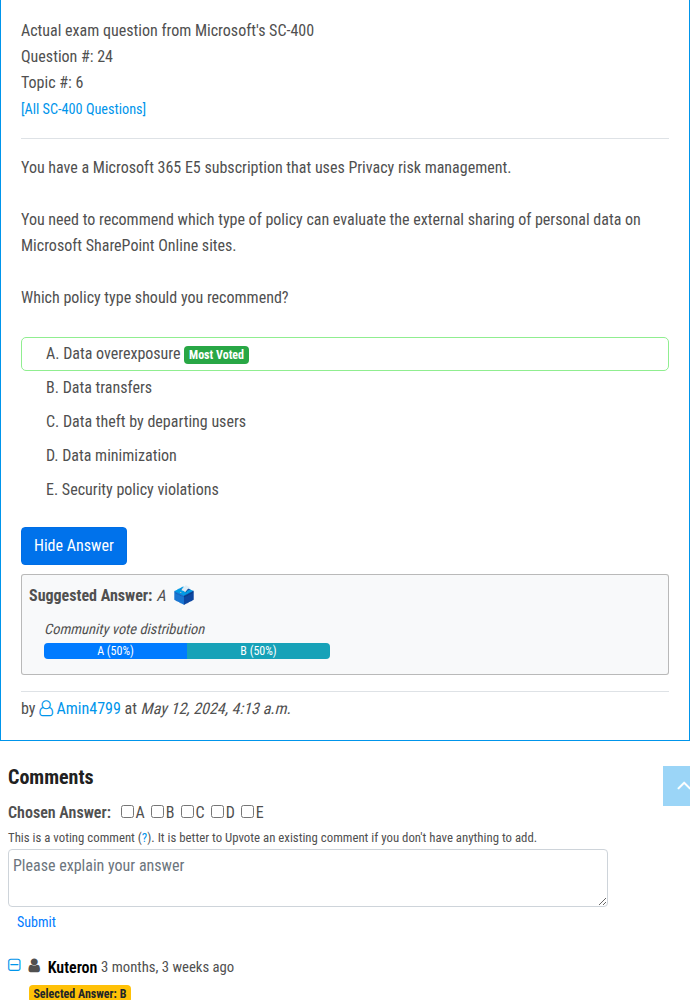 Actual exam question from Microsoft's SC-400
Question #: 24
Topic #: 6
[All SC-400 Questions]
You have a Microsoft 365 E5 subscription that uses Privacy risk management.
You need to recommend which type of policy can evaluate the external sharing of personal data on
Microsoft SharePoint Online sites.
Which policy type should you recommend?
A. Data overexposure Most Voted
B. Data transfers
C. Data theft by departing users
D. Data minimization
E. Security policy violations
Hide Answer
Suggested Answer: A
Community vote distribution
A (50%) B (50%)
by Amin4799 at May 12, 2024, 4:13 a.m.
Comments
Chosen Answer: A B C D E
This is a voting comment (?). It is better to Upvote an existing comment if you don't have anything to add.
Please explain your answer
Submit
Kuteron 3 months, 3 weeks ago
Selected Answer: B